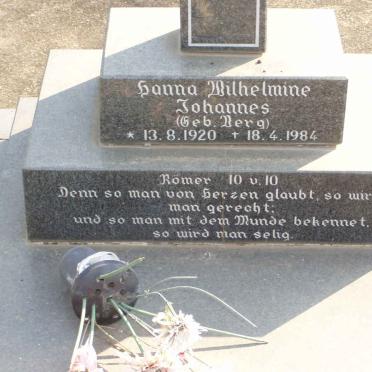 Hanna Wilhelmine
Johannes
(Geb. Berg)
* 13.8.1920 + 18.4.1984
Römer 10 v.10
Denn so man von Herzen glaubt, so wir
man gerecht;
und so man mit dem Munde bekennet,
so wird man selig.